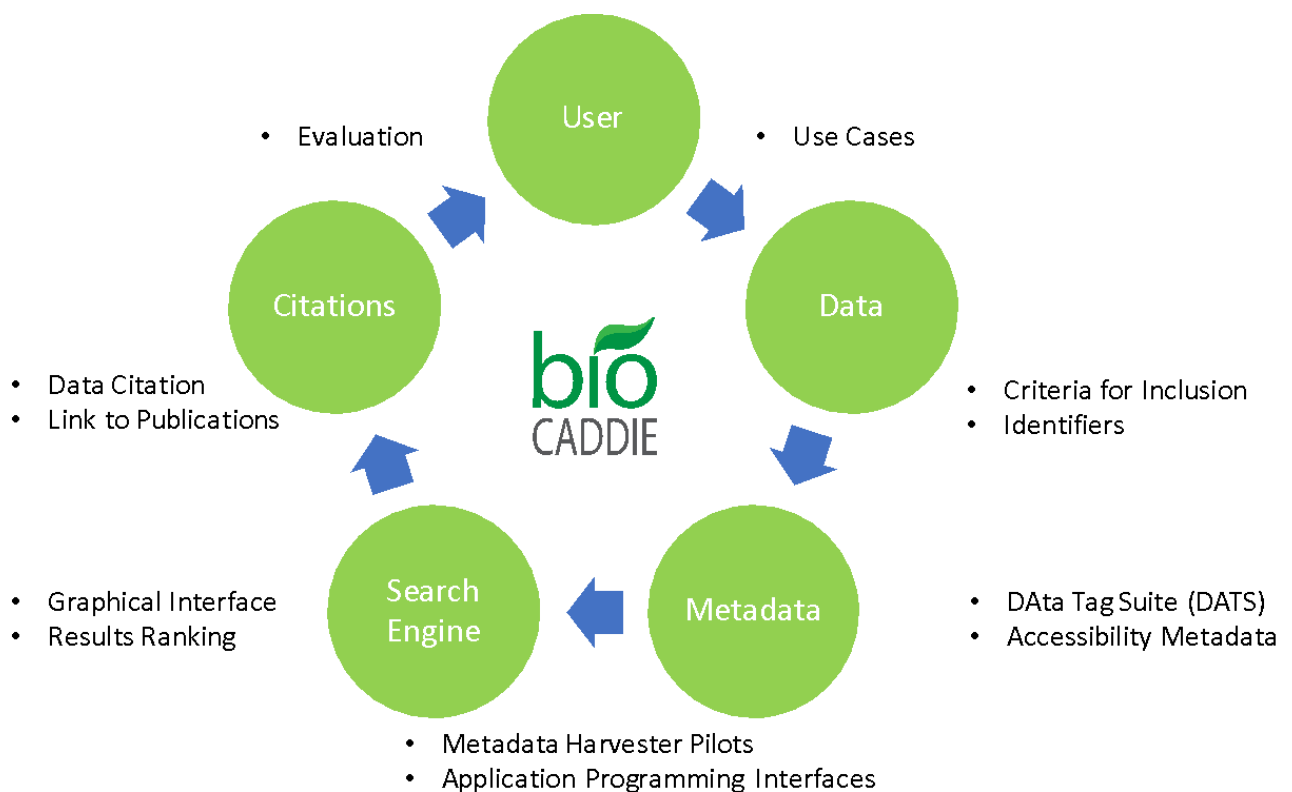 User
• Evaluation
• Use Cases
Citations
Data
bio
CADDIE
• Data Citation
• Link to Publications
• Criteria for Inclusion
• Identifiers
Search
Engine
Metadata
• Graphical Interface
• Results Ranking
• DAta Tag Suite (DATS)
• Accessibility Metadata
• Metadata Harvester Pilots
• Application Programming Interfaces